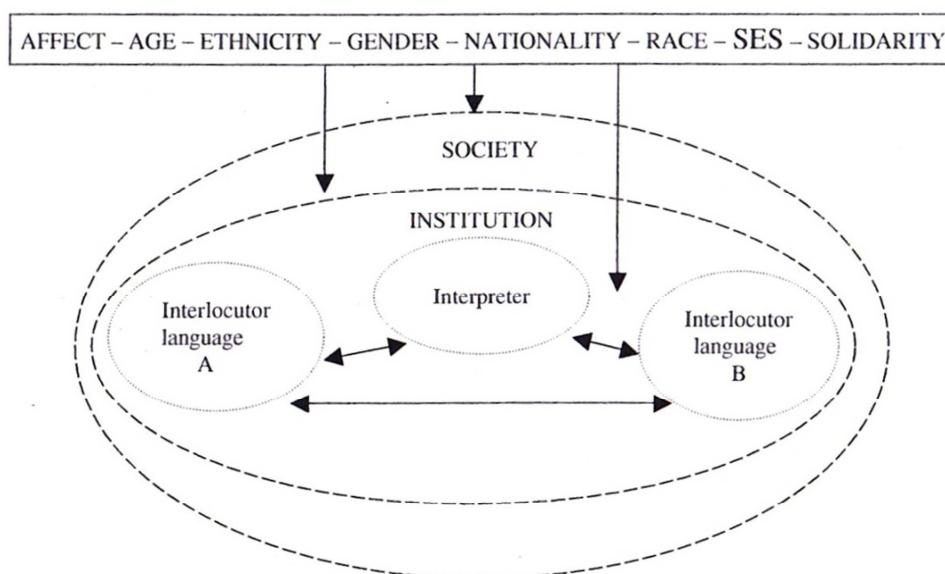 AFFECT – AGE – ETHNICITY – GENDER – NATIONALITY – RACE – SES – SOLIDARITY
SOCIETY
INSTITUTION
Interpreter
Interlocutor
language
A
Interlocutor
language
B